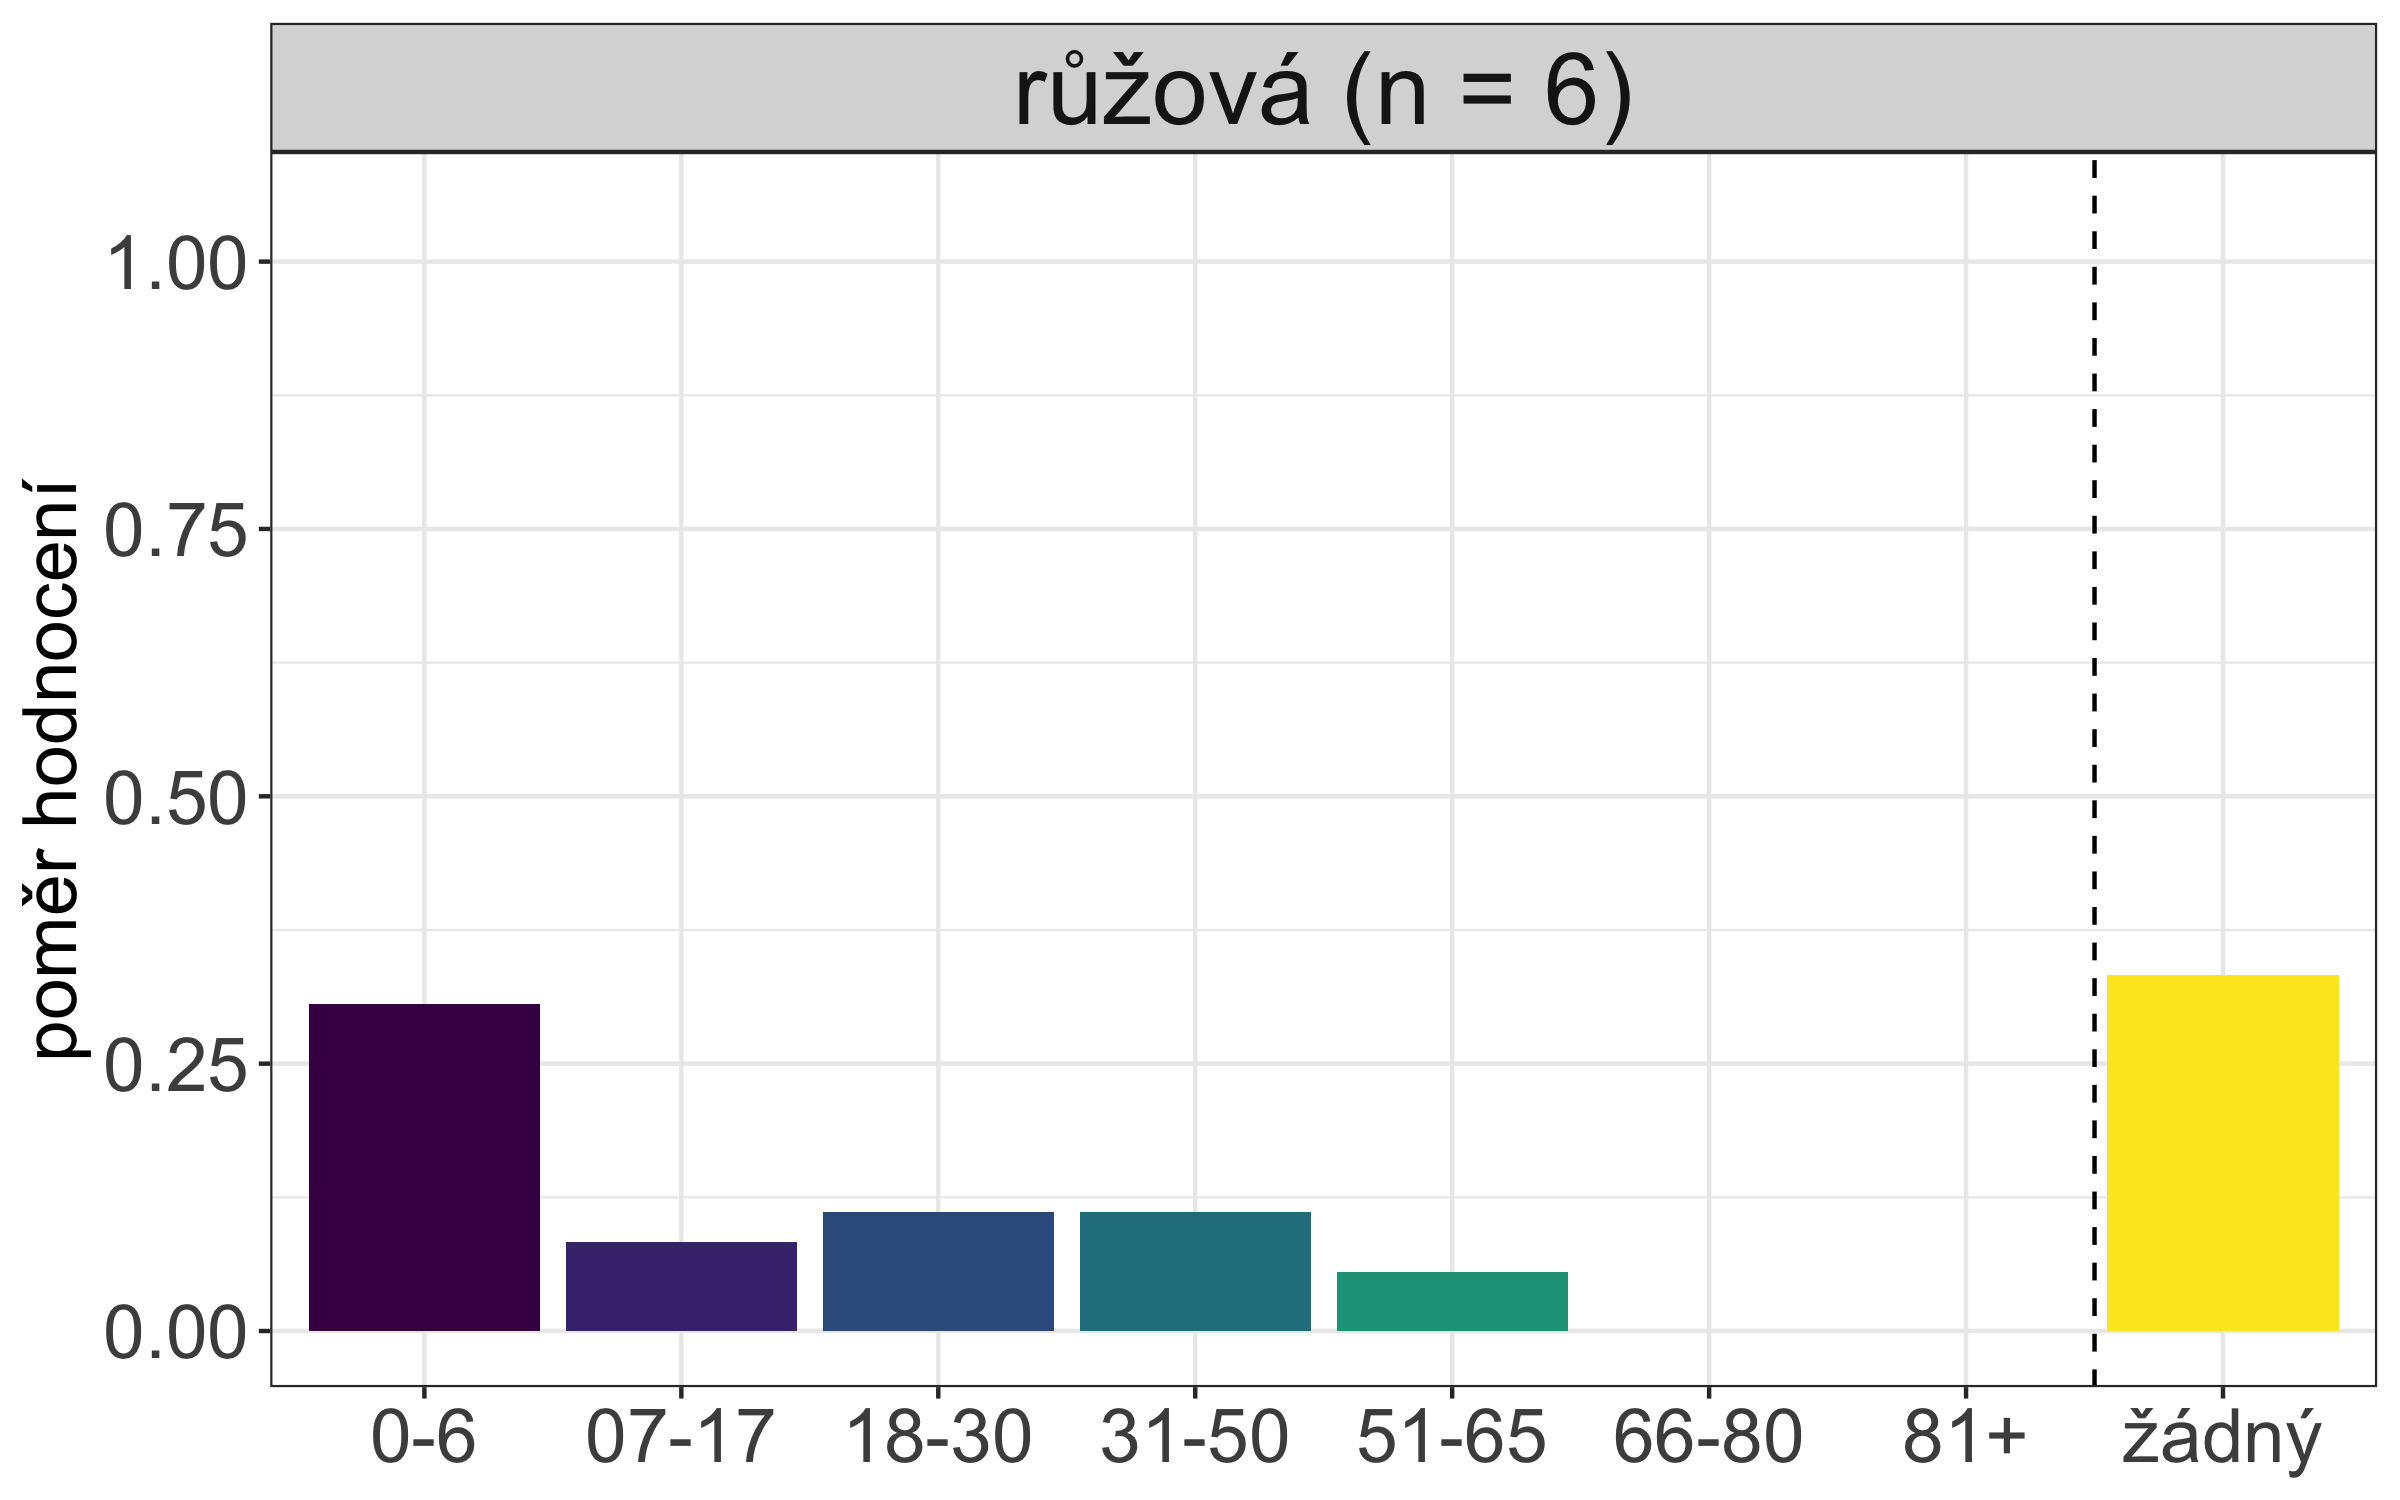 růžová (n = 6)
poměr hodnocení
1.00
0.75
0.50
0.25
0.00
0-6 07-17 18-30 31-50 51-65 66-80 81+ žádný